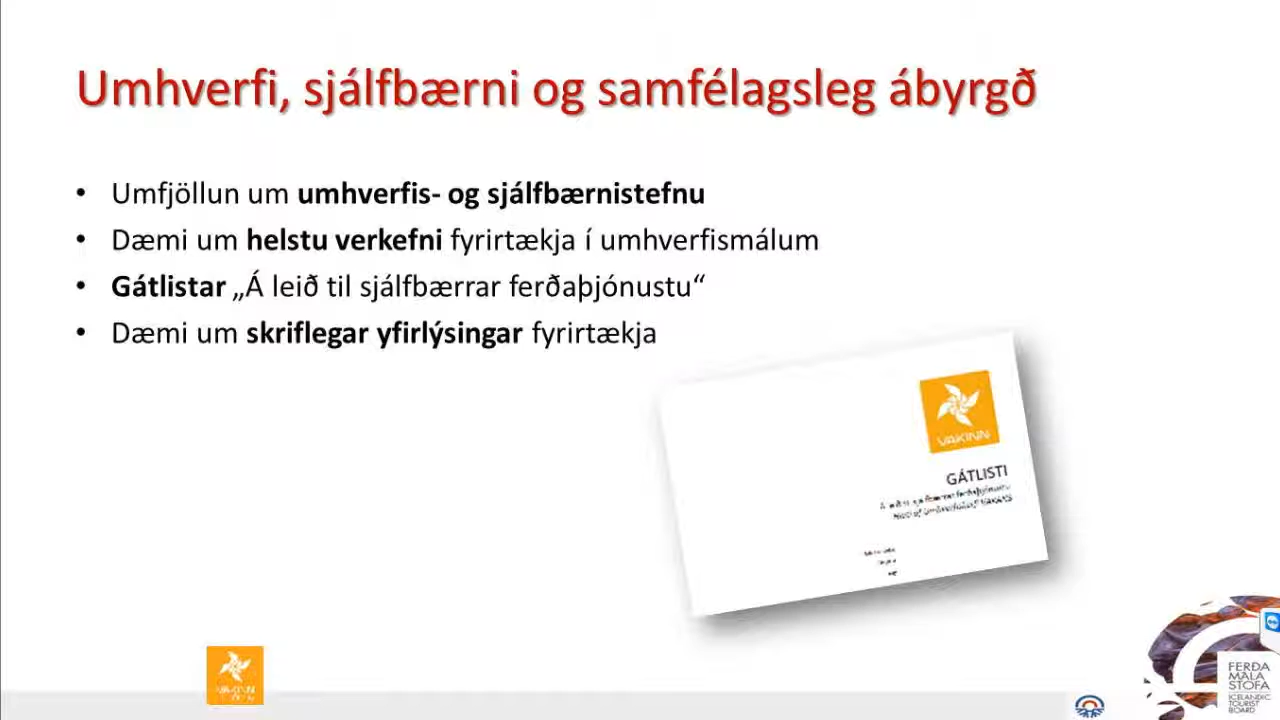 Umhverfi, sjálfbærni og samfélagsleg ábyrgð
• Umfjöllun um umhverfis- og sjálfbærnistefnu
• Dæmi um helstu verkefni fyrirtækja í umhverfismálum
• Gátlistar „Á leið til sjálfbærrar ferðaþjónustu“
• Dæmi um skriflegar yfirlýsingar fyrirtækja
VAKINN
GÁTLISTI
VAKINN
FERÐA
MÁLA
STOFA
ICELANDIC
TOURIST
BOARD